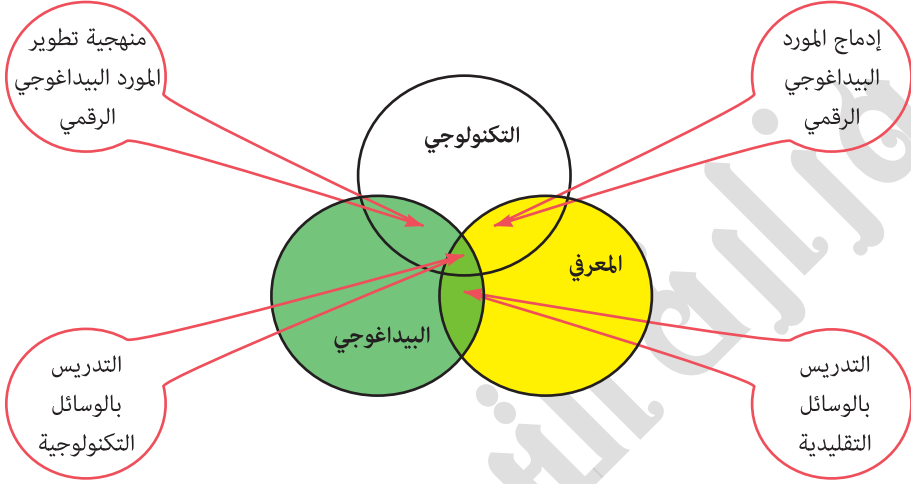 إدماج المورد
البيداغوجي
الرقمي
منهجية تطوير
المورد البيداغوجي
الرقمي
التكنولوجي
المعرفي
البيداغوجي
التدريس
بالوسائل
التقليدية
التدريس
بالوسائل
التكنولوجية